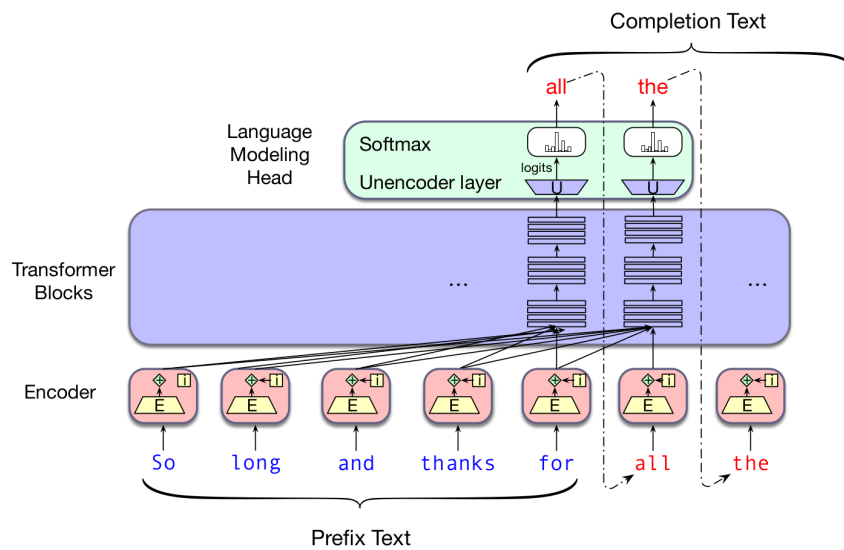 Completion Text
all the
Language
Modeling
Head
Softmax
logits
Unencoder layer
U U
Transformer
Blocks
... ...
Encoder
i i i i i i i
E E E E E E E
So long and thanks for all the
Prefix Text